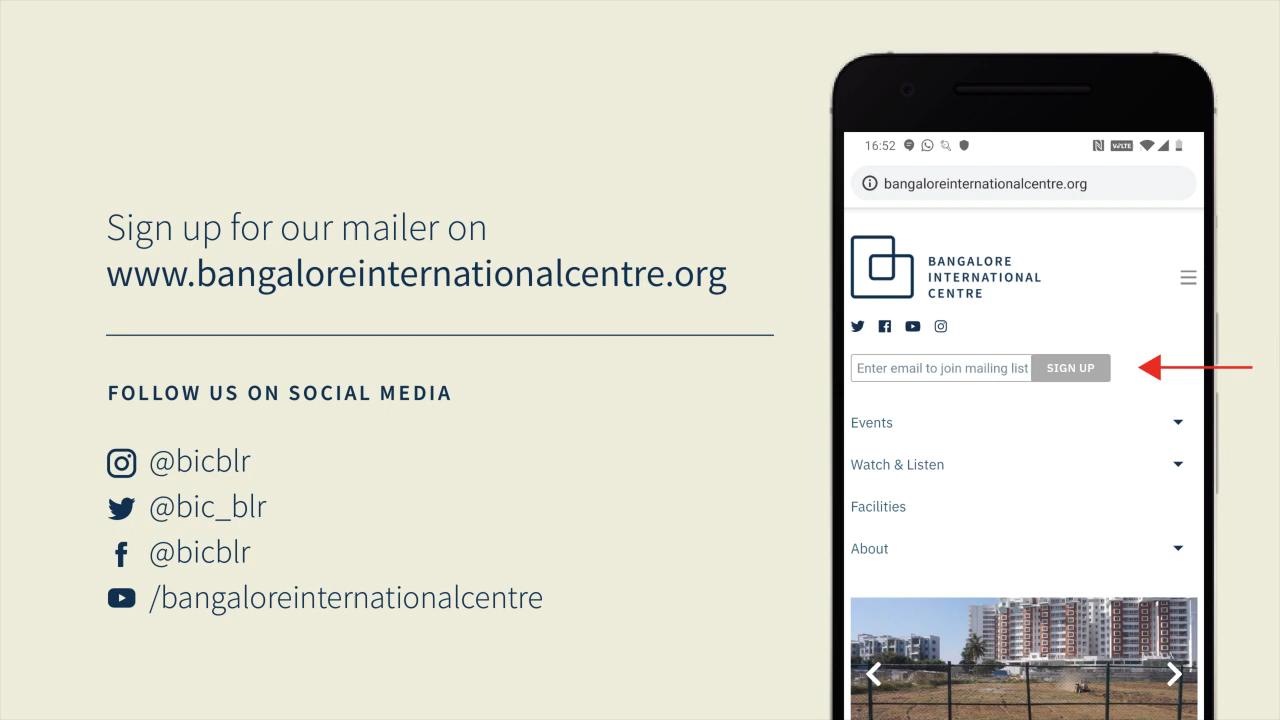 Sign up for our mailer on
www.bangaloreinternationalcentre.org
FOLLOW US ON SOCIAL MEDIA
@bicblr
@bic_blr
@bicblr
/bangaloreinternationalcentre
16:52
VoLTE
bangaloreinternationalcentre.org
BANGALORE
INTERNATIONAL
CENTRE
Enter email to join mailing list SIGN UP
Events
Watch & Listen
Facilities
About